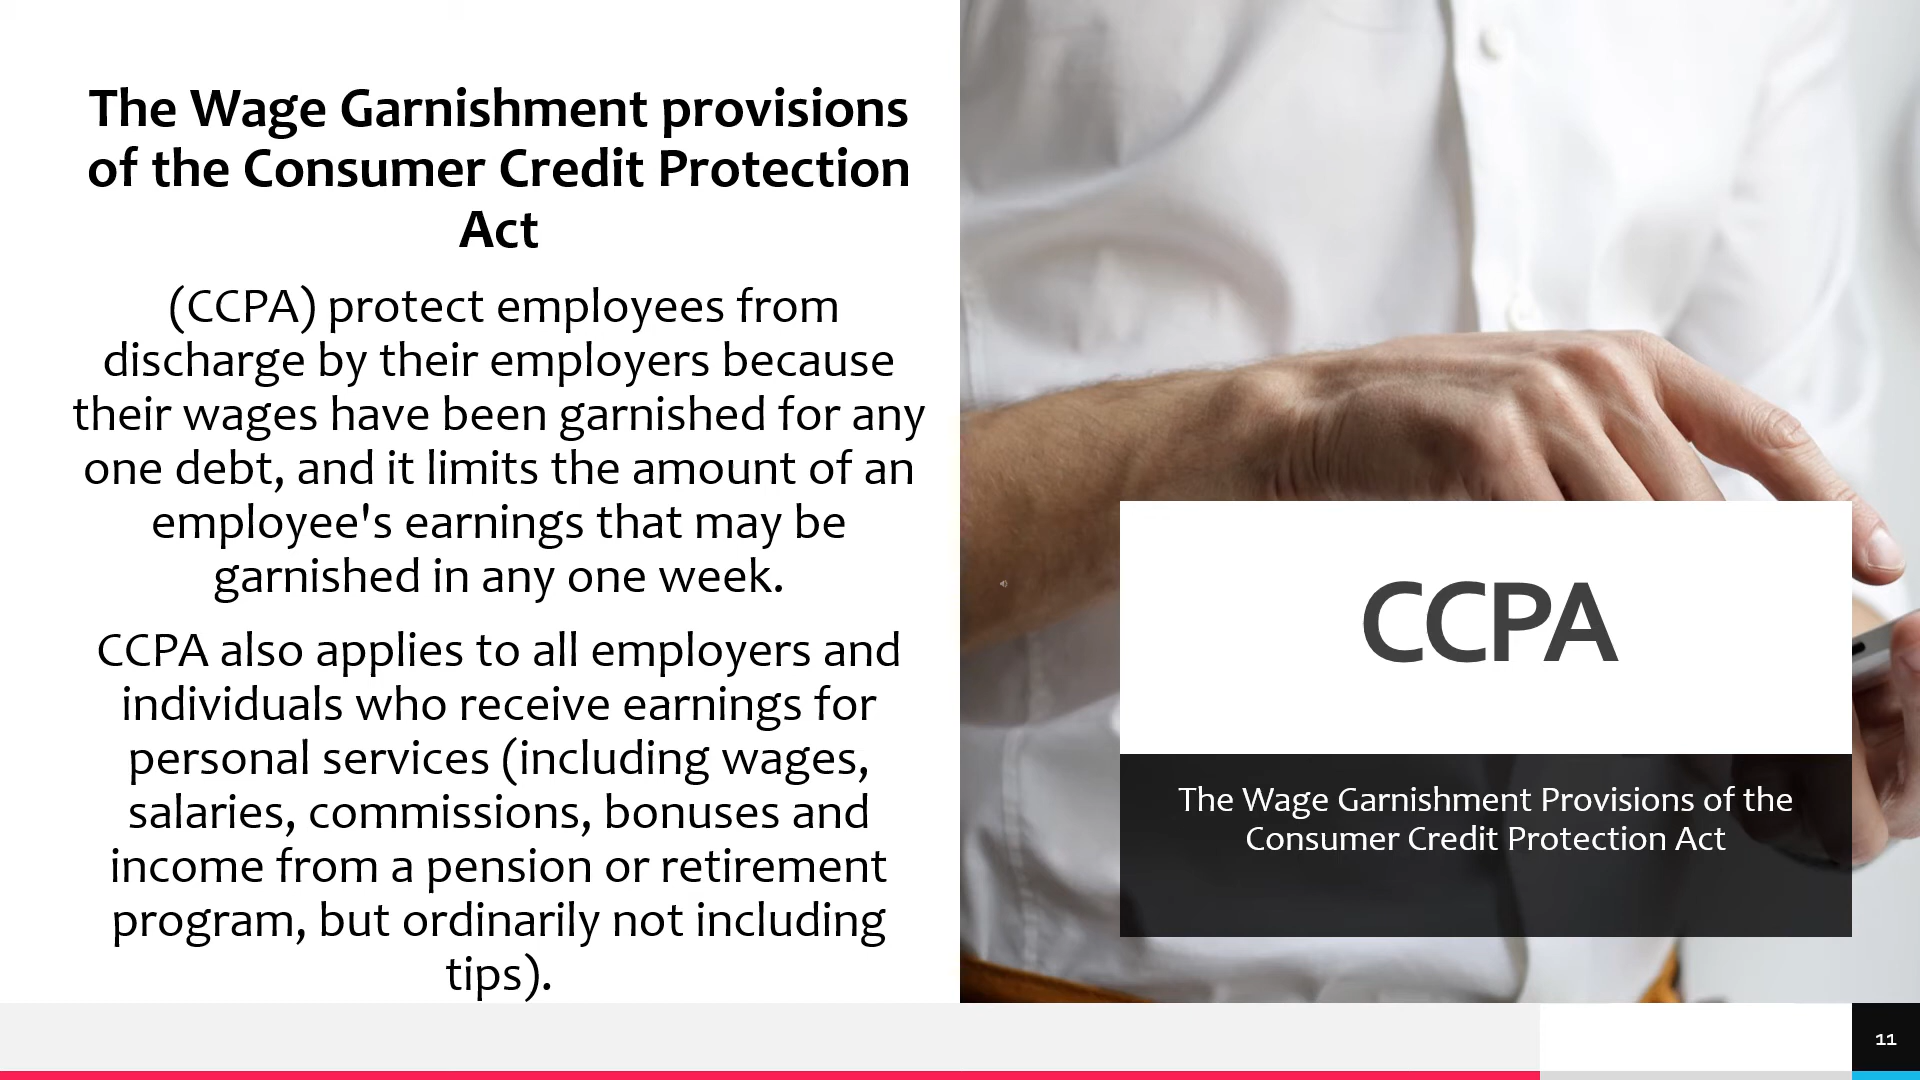 The Wage Garnishment provisions
of the Consumer Credit Protection
Act
(CCPA) protect employees from
discharge by their employers because
their wages have been garnished for any
one debt, and it limits the amount of an
employee's earnings that may be
garnished in any one week.
CCPA also applies to all employers and
individuals who receive earnings for
personal services (including wages,
salaries, commissions, bonuses and
income from a pension or retirement
program, but ordinarily not including
tips).
CCPA
The Wage Garnishment Provisions of the
Consumer Credit Protection Act
11